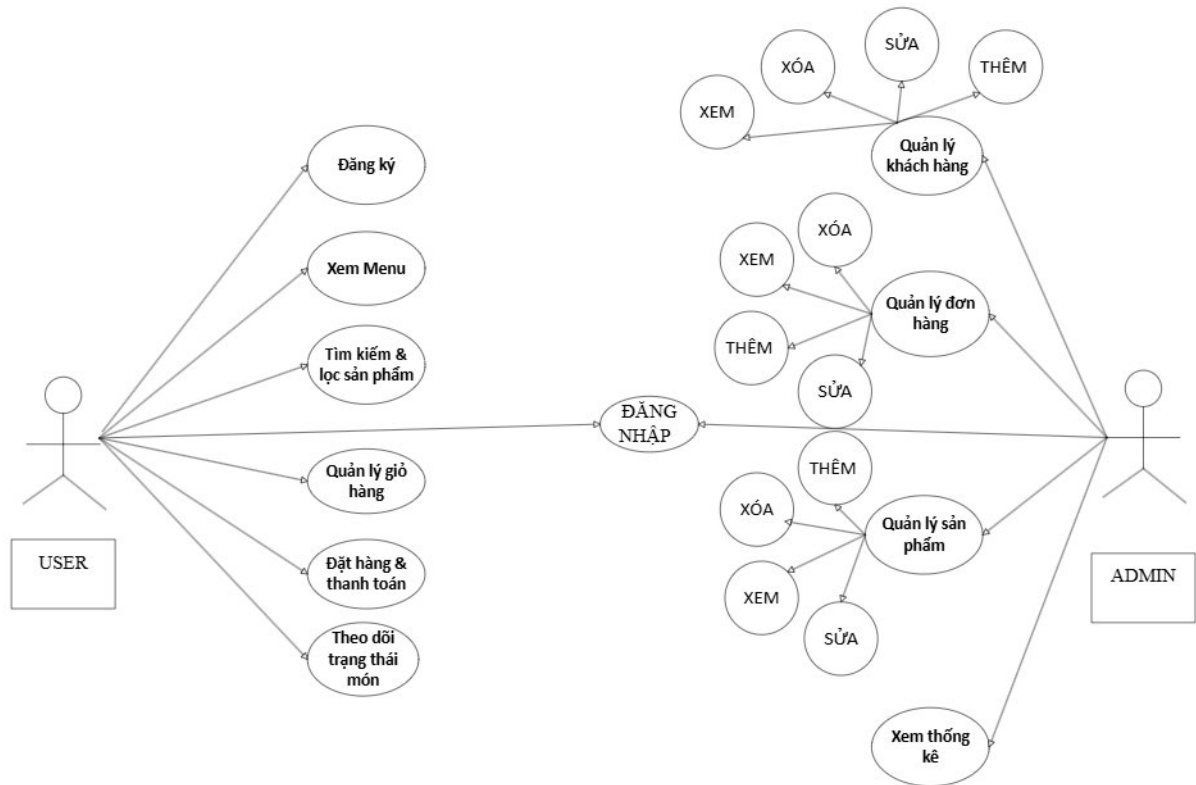 SỬA
XÓA
THÊM
XEM
Quản lý
khách hàng
Đăng ký
XÓA
XEM
Xem Menu
Quản lý đơn
hàng
THÊM
Tìm kiếm &
lọc sản phẩm
SỬA
ĐĂNG
NHẬP
THÊM
Quản lý giỏ
hàng
XÓA
Quản lý sản
phẩm
USER
Đặt hàng &
thanh toán
XEM
ADMIN
SỬA
Theo dõi
trạng thái
món
Xem thống
kê